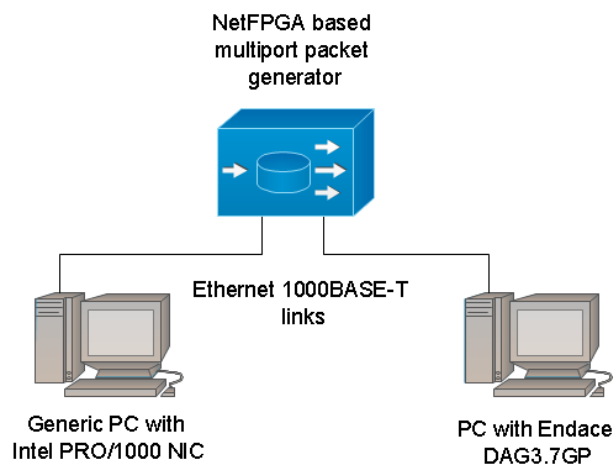 NetFPGA based
multiport packet
generator
Ethernet 1000BASE-T
links
Generic PC with
Intel PRO/1000 NIC
PC with Endace
DAG3.7GP